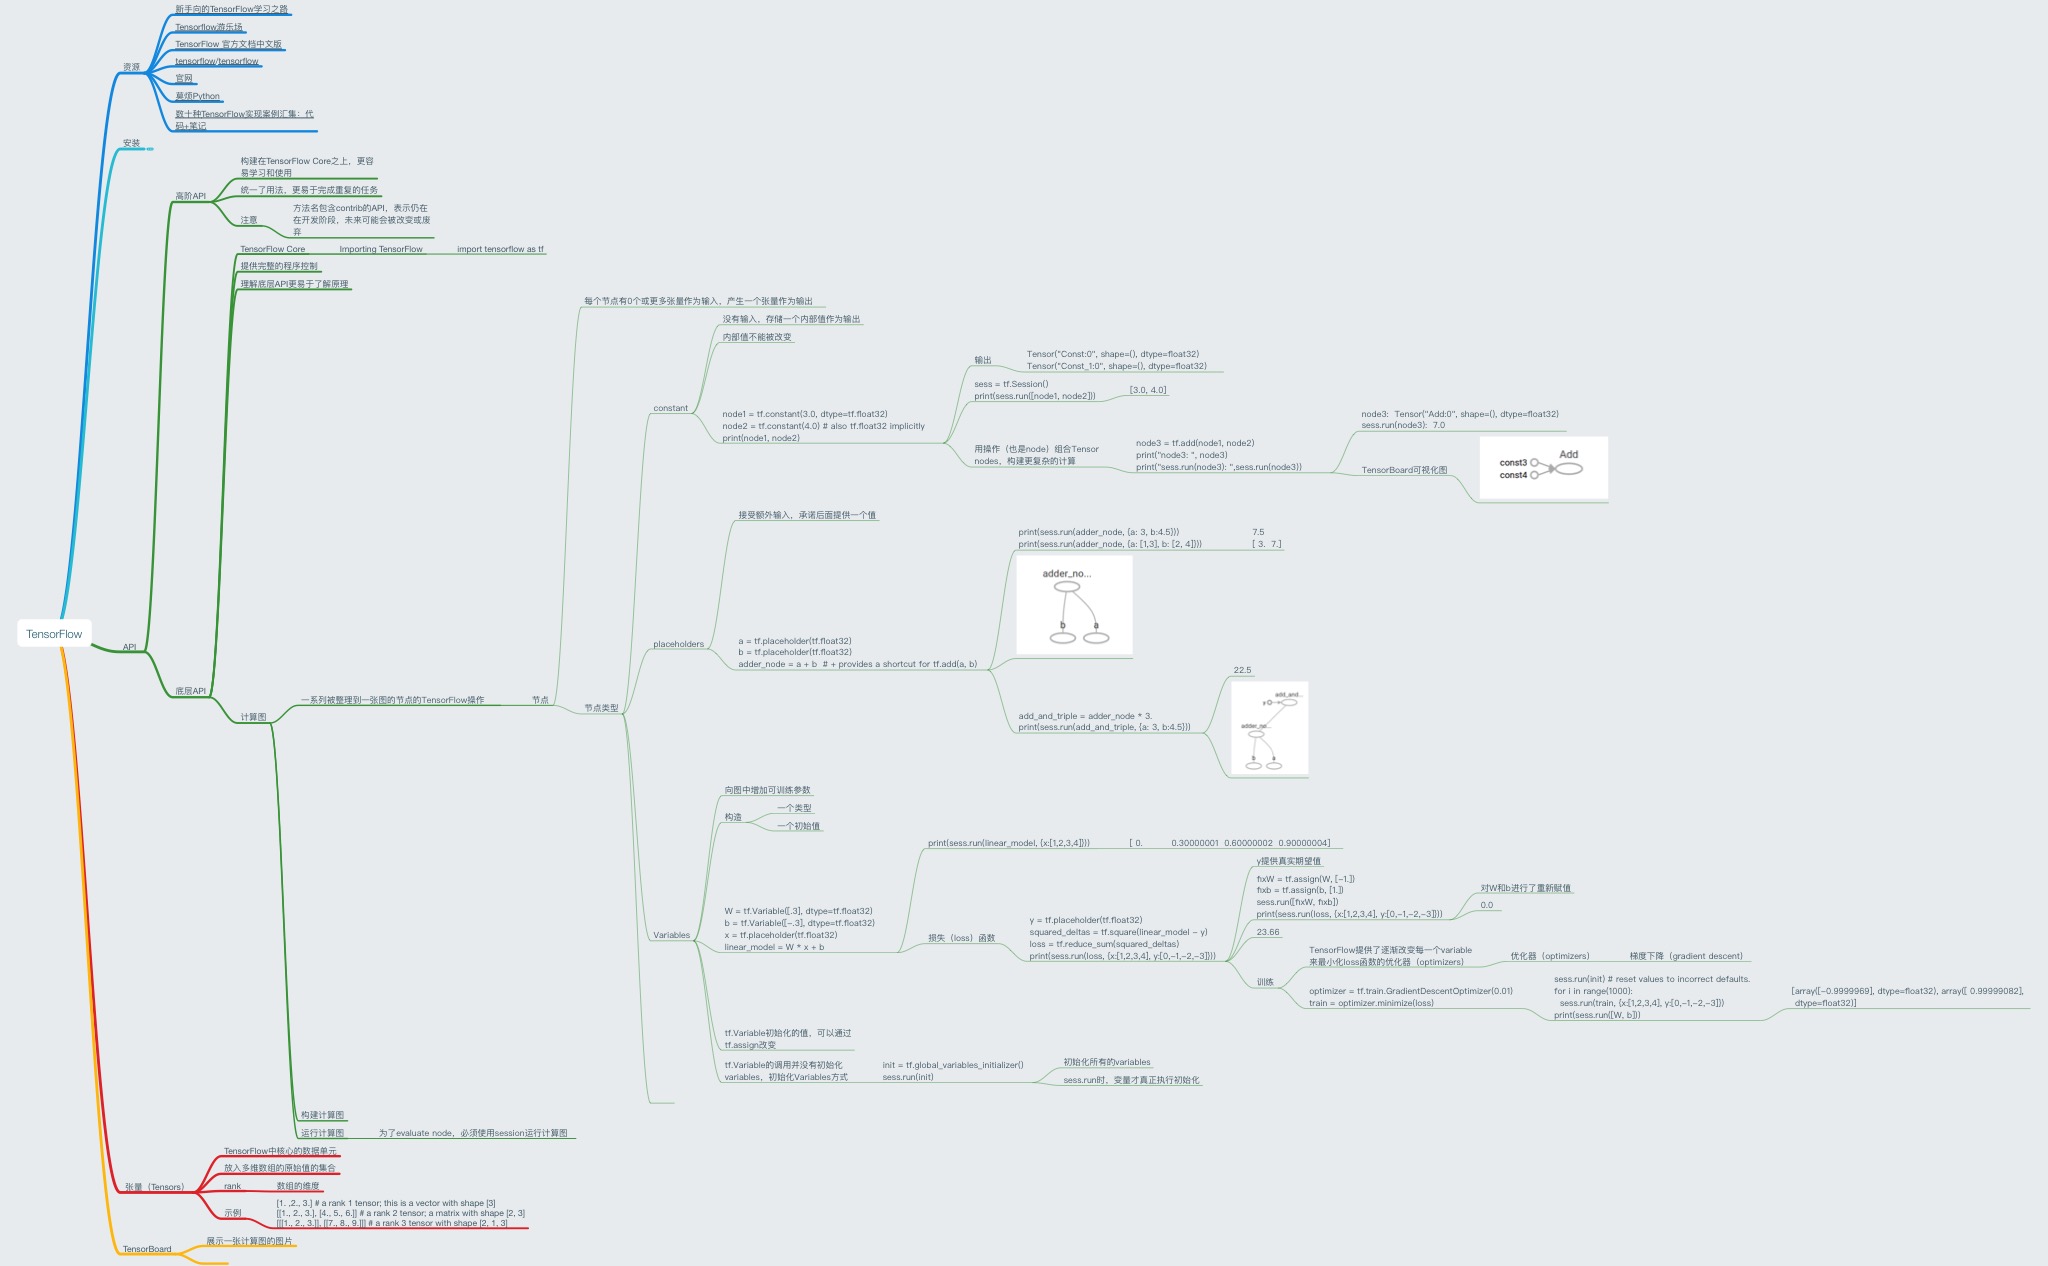 新手向的TensorFlow学习之路
Tensorflow游乐场
TensorFlow 官方文档中文版
tensorflow/tensorflow
资源
官网
莫烦Python
数十种TensorFlow实现案例汇集：代
码+笔记
安装
构建在TensorFlow Core之上，更容
易学习和使用
高阶API
统一了用法，更易于完成重复的任务
注意
方法名包含contrib的API，表示仍在
在开发阶段，未来可能会被改变或废
弃
TensorFlow Core
Importing TensorFlow
import tensorflow as tf
提供完整的程序控制
理解底层API更易于了解原理
每个节点有0个或更多张量作为输入，产生一个张量作为输出
没有输入，存储一个内部值作为输出
内部值不能被改变
constant
node1 = tf.constant(3.0, dtype=tf.float32)
node2 = tf.constant(4.0) # also tf.float32 implicitly
print(node1, node2)
输出
Tensor("Const:0", shape=(), dtype=float32)
Tensor("Const_1:0", shape=(), dtype=float32)
sess = tf.Session()
print(sess.run([node1, node2]))
[3.0, 4.0]
用操作（也是node）组合Tensor
nodes，构建更复杂的计算
node3 = tf.add(node1, node2)
print("node3: ", node3)
print("sess.run(node3): ",sess.run(node3))
node3:  Tensor("Add:0", shape=(), dtype=float32)
sess.run(node3):  7.0
TensorBoard可视化图
Add
const3
const4
接受额外输入，承诺后面提供一个值
placeholders
a = tf.placeholder(tf.float32)
b = tf.placeholder(tf.float32)
adder_node = a + b  # + provides a shortcut for tf.add(a, b)
print(sess.run(adder_node, {a: 3, b:4.5}))
7.5
print(sess.run(adder_node, {a: [1,3], b: [2, 4]}))
[ 3.  7.]
adder_no...
b
a
add_and_triple = adder_node * 3.
print(sess.run(add_and_triple, {a: 3, b:4.5}))
22.5
add_and...
y
adder_no...
b
a
TensorFlow
API
底层API
计算图
一系列被整理到一张图的节点的TensorFlow操作
节点
节点类型
向图中增加可训练参数
构造
一个类型
一个初始值
Variables
W = tf.Variable([.3], dtype=tf.float32)
b = tf.Variable([-.3], dtype=tf.float32)
x = tf.placeholder(tf.float32)
linear_model = W * x + b
print(sess.run(linear_model, {x:[1,2,3,4]}))
[ 0.          0.30000001  0.60000002  0.90000004]
损失（loss）函数
y = tf.placeholder(tf.float32)
squared_deltas = tf.square(linear_model - y)
loss = tf.reduce_sum(squared_deltas)
print(sess.run(loss, {x:[1,2,3,4], y:[0,-1,-2,-3]}))
y提供真实期望值
fixW = tf.assign(W, [-1.])
fixb = tf.assign(b, [1.])
sess.run([fixW, fixb])
print(sess.run(loss, {x:[1,2,3,4], y:[0,-1,-2,-3]}))
对W和b进行了重新赋值
0.0
23.66
训练
TensorFlow提供了逐渐改变每一个variable
来最小化loss函数的优化器（optimizers）
优化器（optimizers）
梯度下降（gradient descent）
optimizer = tf.train.GradientDescentOptimizer(0.01)
train = optimizer.minimize(loss)
sess.run(init) # reset values to incorrect defaults.
for i in range(1000):
  sess.run(train, {x:[1,2,3,4], y:[0,-1,-2,-3]})
print(sess.run([W, b]))
[array([-0.9999969], dtype=float32), array([ 0.99999082],
 dtype=float32)]
tf.Variable初始化的值，可以通过
tf.assign改变
tf.Variable的调用并没有初始化
variables，初始化Variables方式
init = tf.global_variables_initializer()
sess.run(init)
初始化所有的variables
sess.run时，变量才真正执行初始化
构建计算图
运行计算图
为了evaluate node，必须使用session运行计算图
TensorFlow中核心的数据单元
放入多维数组的原始值的集合
张量（Tensors）
rank
数组的维度
示例
[1. ,2., 3.] # a rank 1 tensor; this is a vector with shape [3]
[[1., 2., 3.], [4., 5., 6.]] # a rank 2 tensor; a matrix with shape [2, 3]
[[[1., 2., 3.]], [[7., 8., 9.]]] # a rank 3 tensor with shape [2, 1, 3]
TensorBoard
展示一张计算图的图片